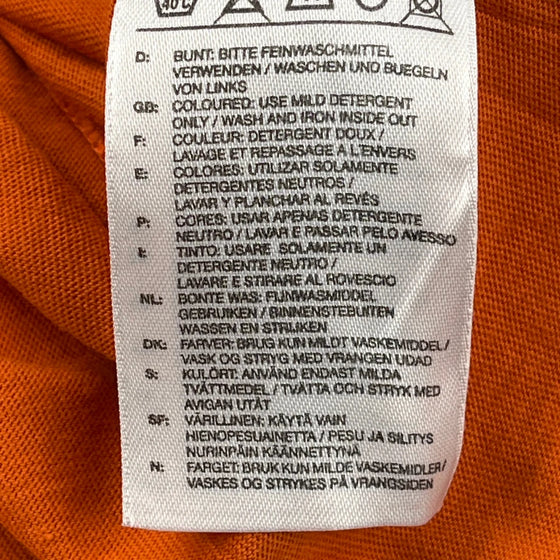 40°C
D: BUNT: BITTE FEINWASCHMITTEL
VERWENDEN / WASCHEN UND BUEGELN
VON LINKS
GB: COLOURED: USE MILD DETERGENT
ONLY / WASH AND IRON INSIDE OUT
F: COULEUR: DETERGENT DOUX /
LAVAGE ET REPASSAGE A L'ENVERS
E: COLORES: UTILIZAR SOLAMENTE
DETERGENTES NEUTROS /
LAVAR Y PLANCHAR AL REVÉS
P: CORES: USAR APENAS DETERGENTE
NEUTRO / LAVAR E PASSAR PELO AVESSO
I: TINTO: USARE SOLAMENTE UN
DETERGENTE NEUTRO /
LAVARE E STIRARE AL ROVESCIO
NL: BONTE WAS: FIJNWASMIDDEL
GEBRUIKEN / BINNENSTEBUITEN
WASSEN EN STRIJKEN
DK: FARVER: BRUG KUN MILDT VASKEMIDDEL /
VASK OG STRYG MED VRANGEN UDAD
S: KULÖRT: ANVÄND ENDAST MILDA
TVÄTTMEDEL / TVÄTTA OCH STRYK MED
AVIGAN UTÅT
SF: VÄRILLINEN: KÄYTÄ VAIN
HIENOPESUAINETTA / PESU JA SILITYS
NURINPÄIN KÄÄNNETTYNÄ
N: FARGET: BRUK KUN MILDE VASKEMIDLER /
VASKES OG STRYKES PÅ VRANGSIDEN